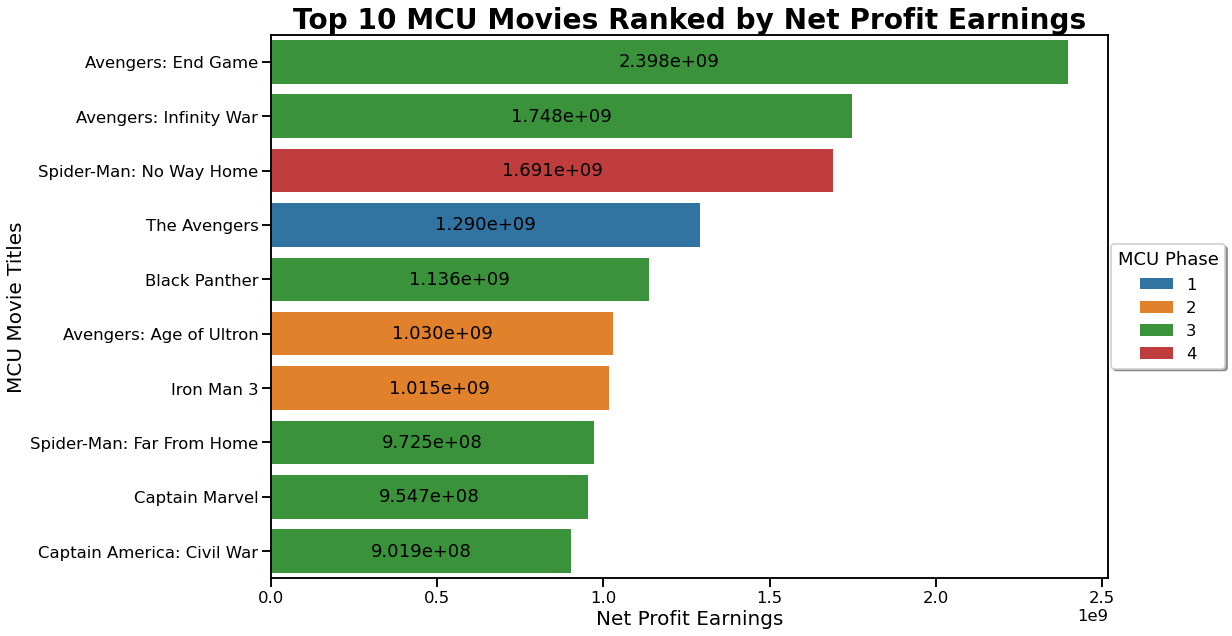 Top 10 MCU Movies Ranked by Net Profit Earnings
MCU Movie Titles
Avengers: End Game
2.398e+09
Avengers: Infinity War
1.748e+09
Spider-Man: No Way Home
1.691e+09
The Avengers
1.290e+09
Black Panther
1.136e+09
Avengers: Age of Ultron
1.030e+09
Iron Man 3
1.015e+09
Spider-Man: Far From Home
9.725e+08
Captain Marvel
9.547e+08
Captain America: Civil War
9.019e+08
0.0 0.5 1.0 1.5 2.0 2.5
1e9
Net Profit Earnings
MCU Phase
1
2
3
4